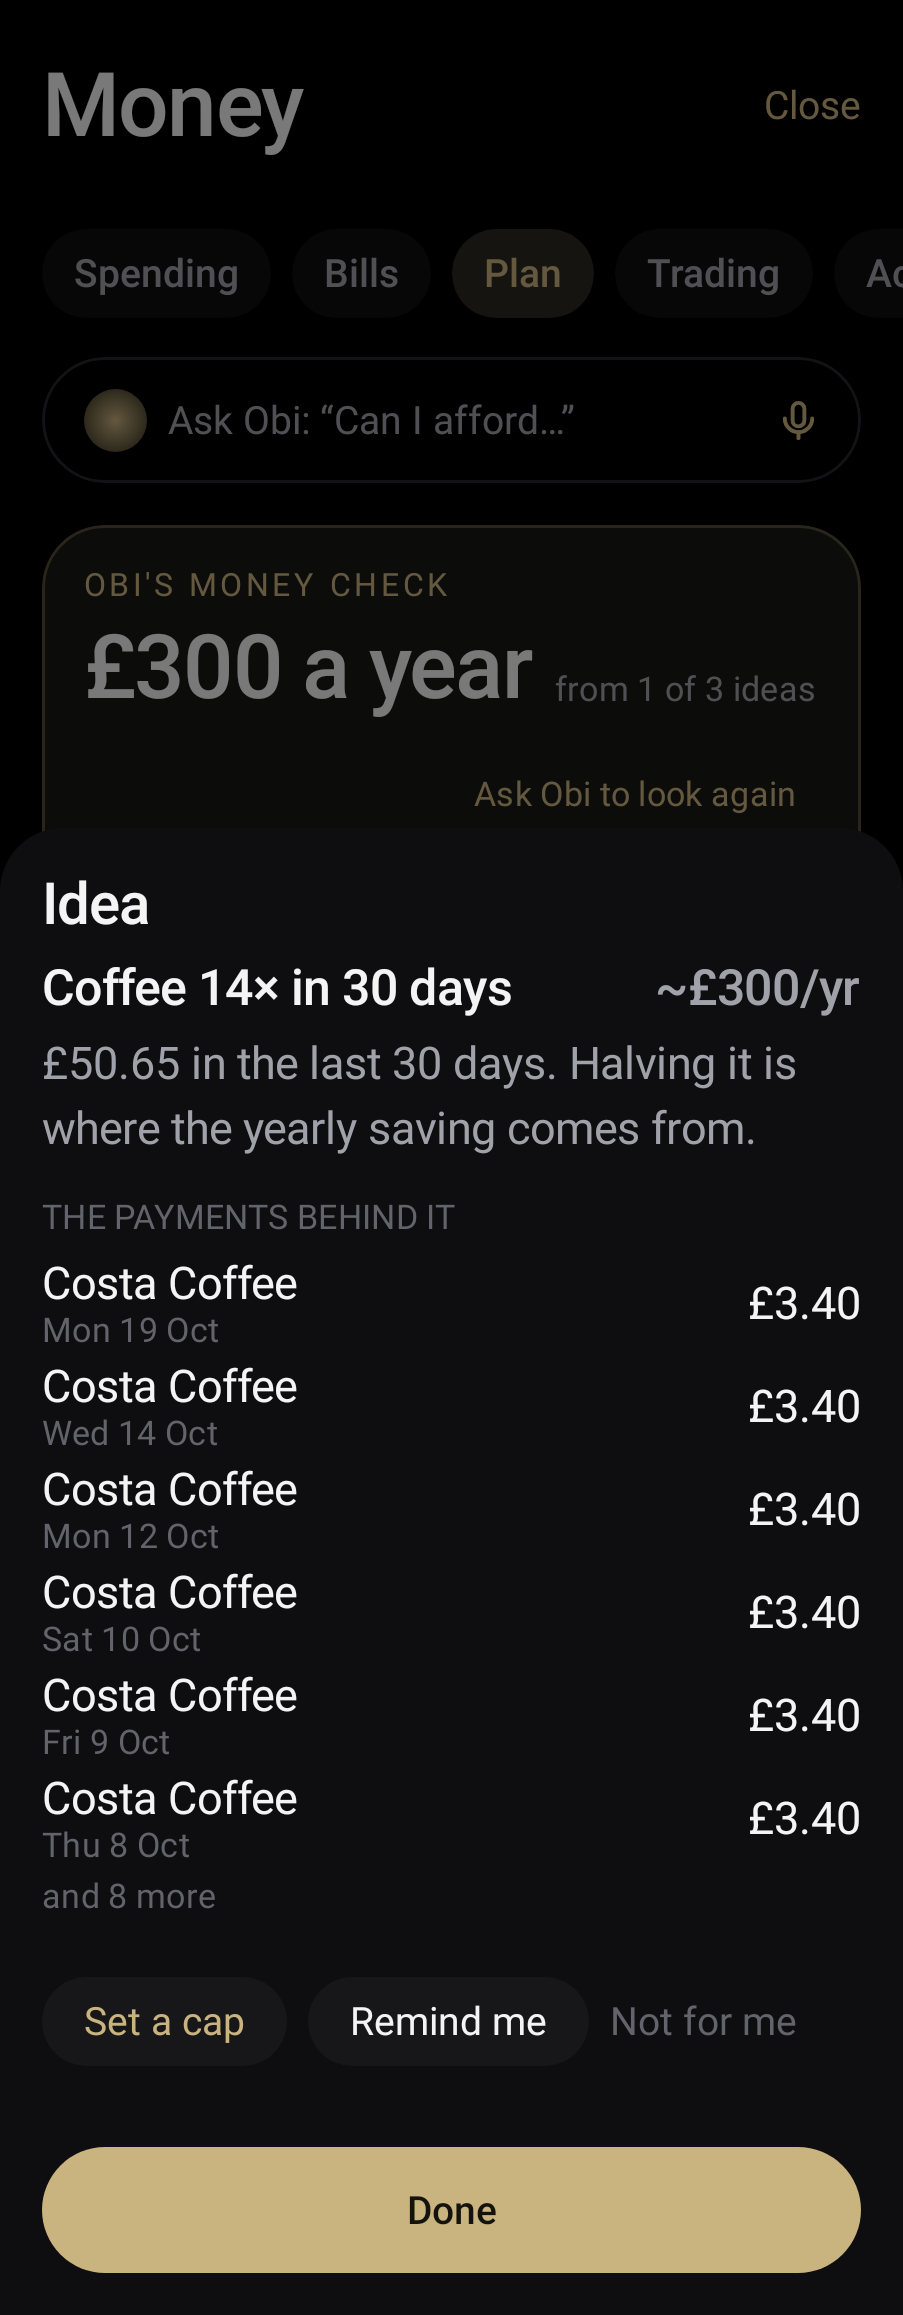 Money
Close
Spending
Bills
Plan
Trading
Ask Obi: “Can I afford…”
OBI'S MONEY CHECK
£300 a year from 1 of 3 ideas
Ask Obi to look again
Idea
Coffee 14× in 30 days
~£300/yr
£50.65 in the last 30 days. Halving it is
where the yearly saving comes from.
THE PAYMENTS BEHIND IT
Costa Coffee
£3.40
Mon 19 Oct
Costa Coffee
£3.40
Wed 14 Oct
Costa Coffee
£3.40
Mon 12 Oct
Costa Coffee
£3.40
Sat 10 Oct
Costa Coffee
£3.40
Fri 9 Oct
Costa Coffee
£3.40
Thu 8 Oct
and 8 more
Set a cap
Remind me
Not for me
Done